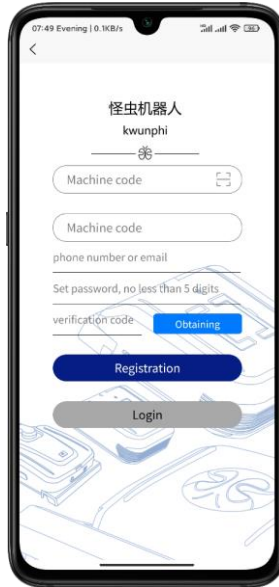 07:49 Evening | 0.1KB/s
怪虫机器人
kwunphi
Machine code
Machine code
phone number or email
Set password, no less than 5 digits
verification code
Obtaining
Registration
Login